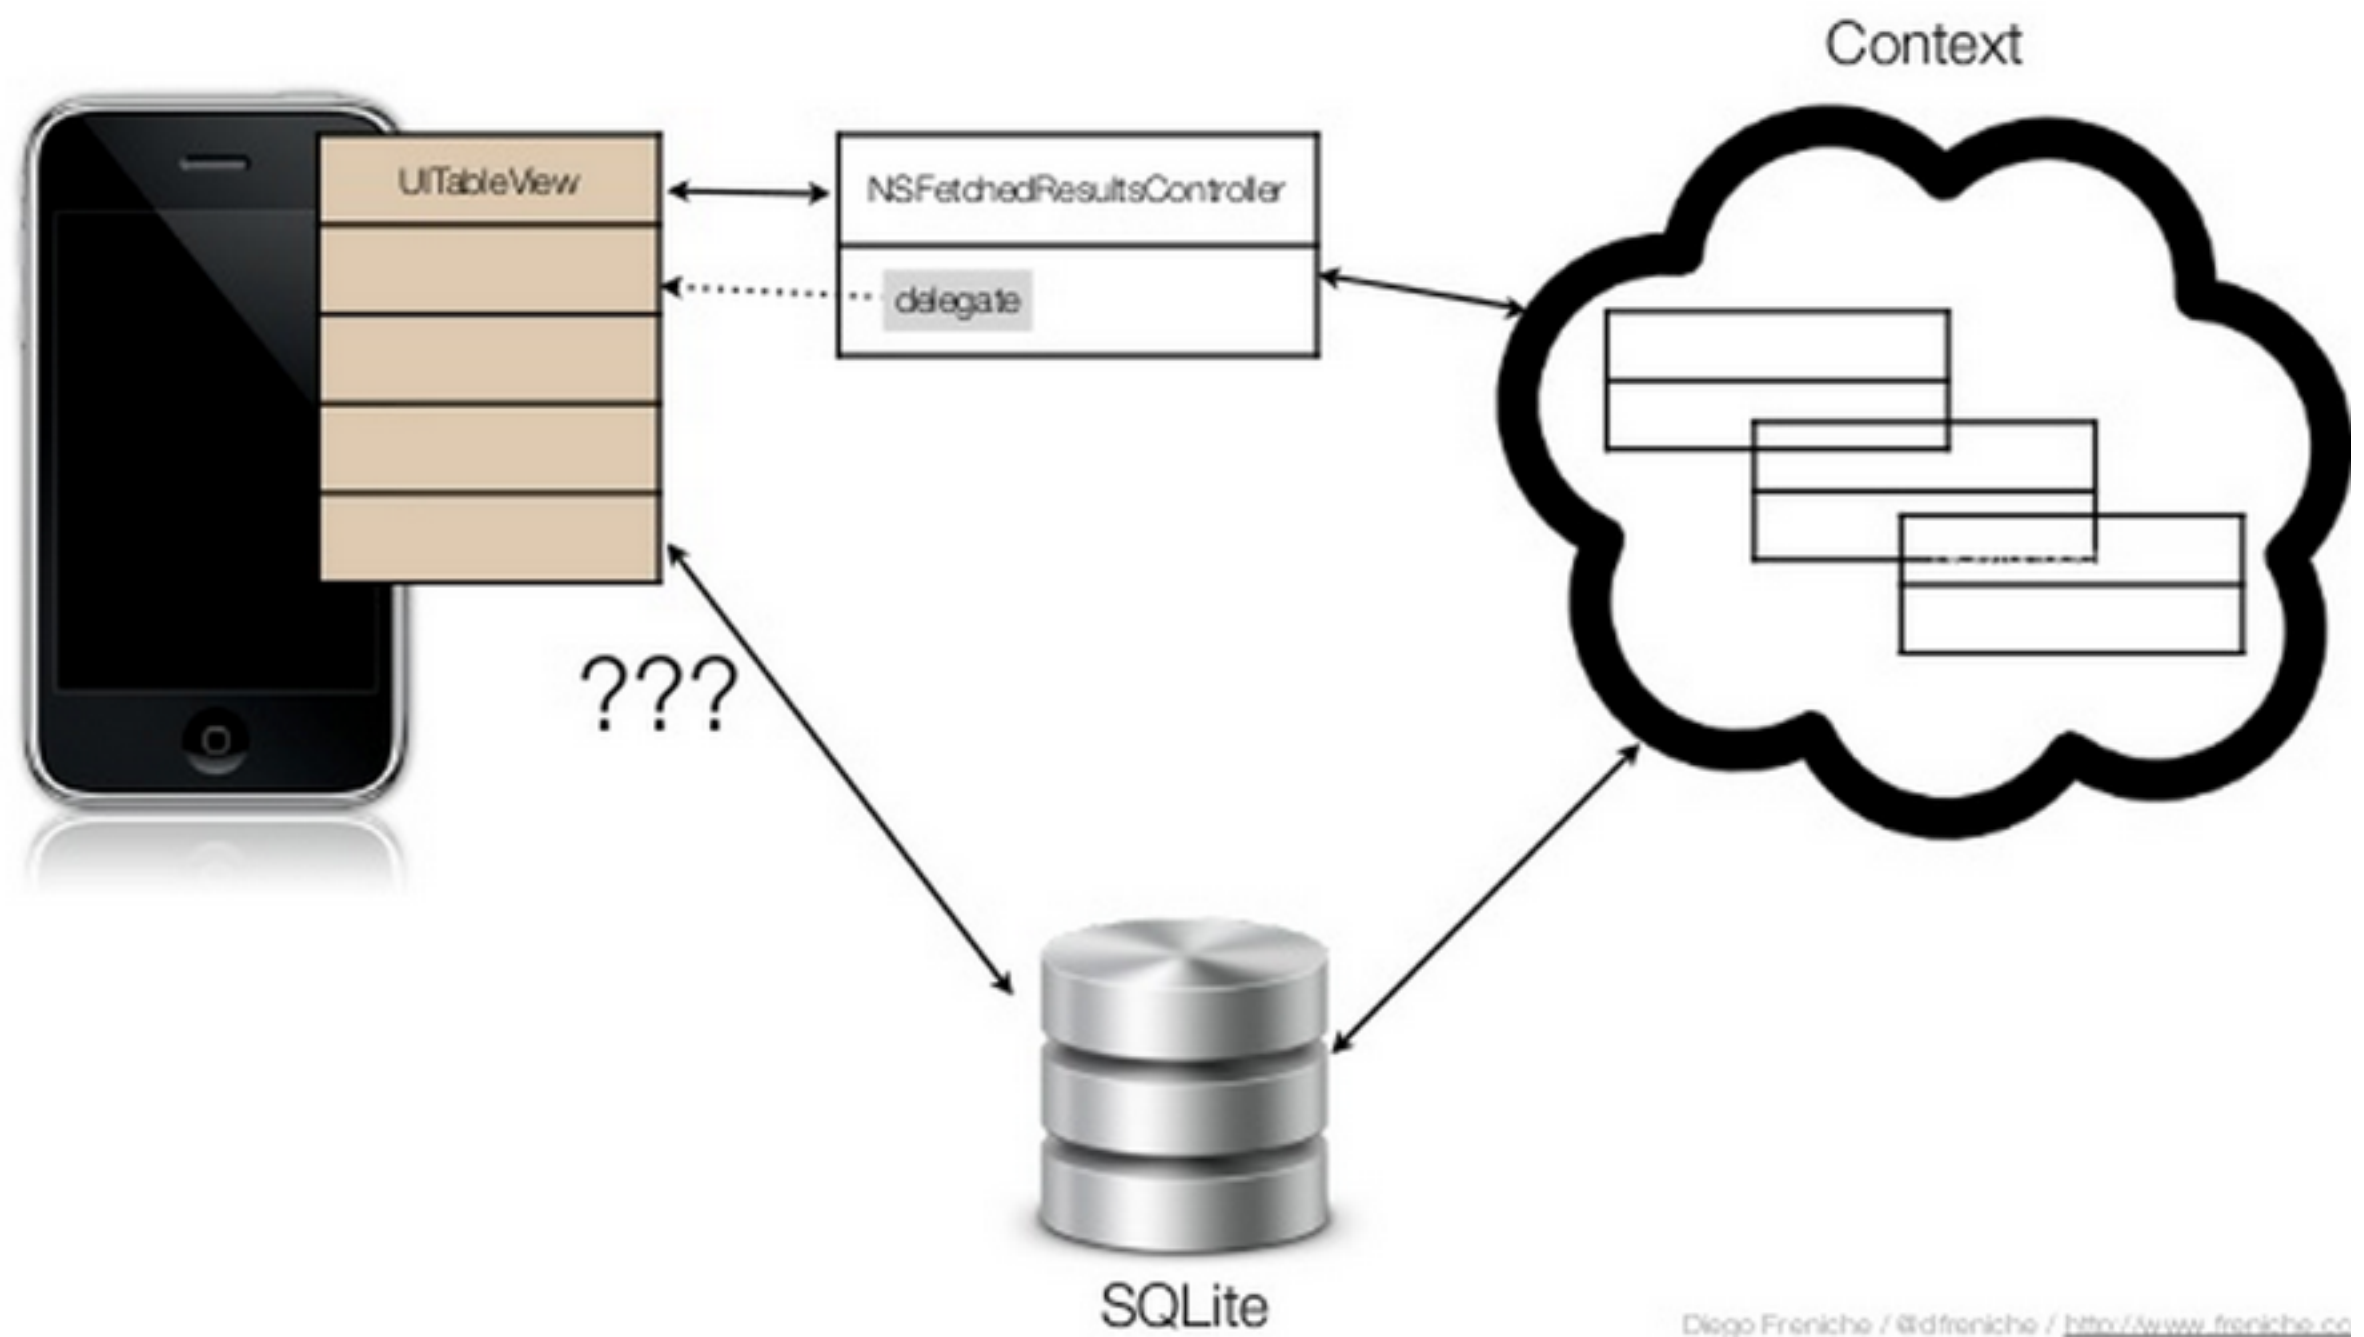 Context
UITableView
NSFetchedResultsController
delegate
???
SQLite
Diego Freniche / @dfreniche / http://www.freniche.co